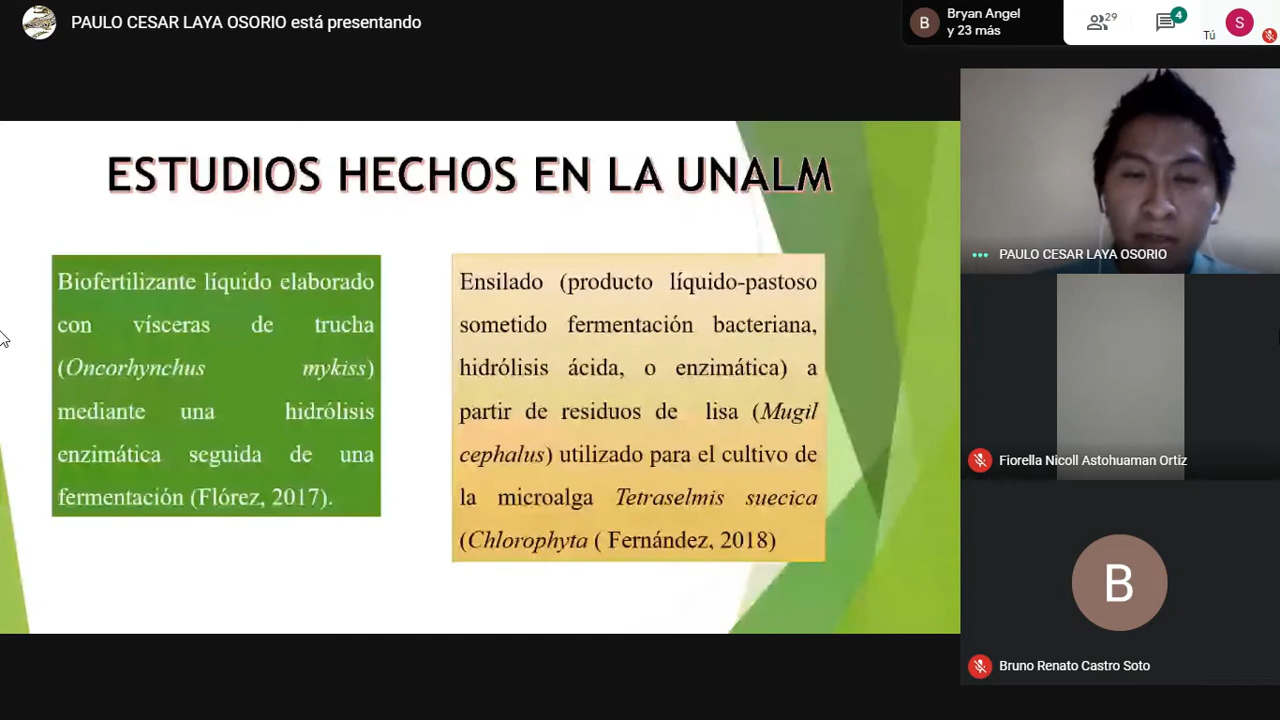 PAULO CESAR LAYA OSORIO está presentando
Bryan Angel
y 23 más
B
29
4
Tú
S
ESTUDIOS HECHOS EN LA UNALM
Biofertilizante líquido elaborado
con vísceras de trucha
(Oncorhynchus mykiss)
mediante una hidrólisis
enzimática seguida de una
fermentación (Flórez, 2017).
Ensilado (producto líquido-pastoso
sometido fermentación bacteriana,
hidrólisis ácida, o enzimática) a
partir de residuos de lisa (Mugil
cephalus) utilizado para el cultivo de
la microalga Tetraselmis suecica
(Chlorophyta ( Fernández, 2018)
PAULO CESAR LAYA OSORIO
Fiorella Nicoll Astohuaman Ortiz
B
Bruno Renato Castro Soto